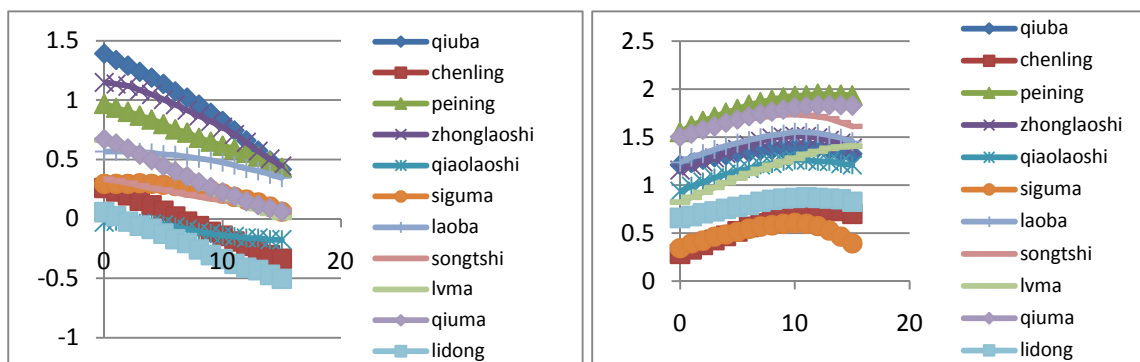 1.5
1
0.5
0
-0.5
-1
0
10
20
qiuba
chenling
peining
zhonglaoshi
qiaolaoshi
siguma
laoba
songtshi
lvma
qiuma
lidong
2.5
2
1.5
1
0.5
0
0
10
20
qiuba
chenling
peining
zhonglaoshi
qiaolaoshi
siguma
laoba
songtshi
lvma
qiuma
lidong